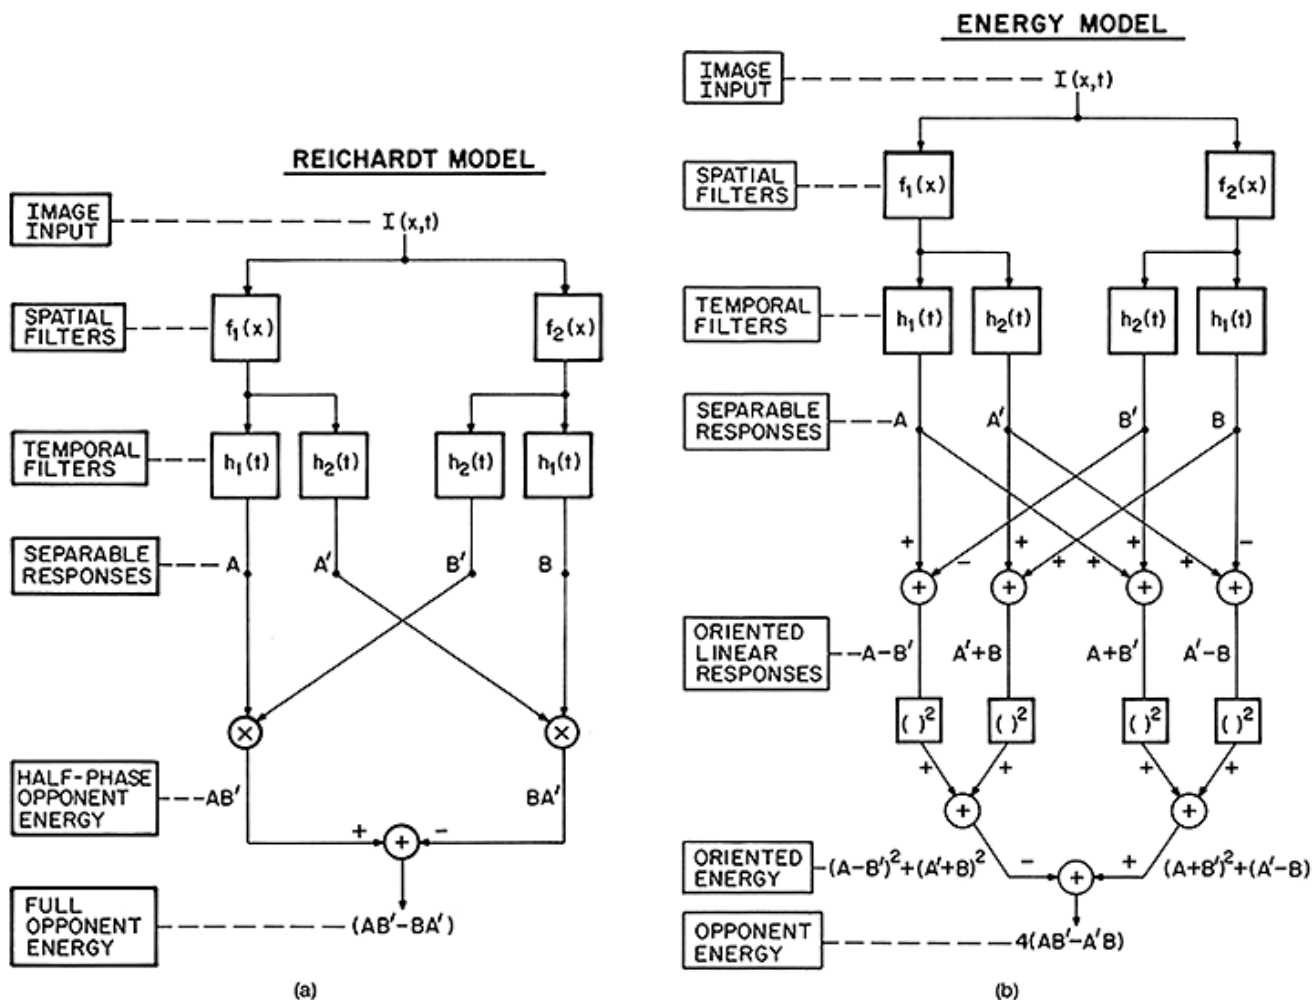 REICHARDT MODEL
IMAGE
INPUT
I(x,t)
SPATIAL
FILTERS
f₁(x)
f₂(x)
TEMPORAL
FILTERS
h₁(t)
h₂(t)
h₂(t)
h₁(t)
SEPARABLE
RESPONSES
A
A′
B′
B
×
×
HALF-PHASE
OPPONENT
ENERGY
AB′
BA′
+
+
−
FULL
OPPONENT
ENERGY
(AB′−BA′)
(a)
ENERGY MODEL
IMAGE
INPUT
I(x,t)
SPATIAL
FILTERS
f₁(x)
f₂(x)
TEMPORAL
FILTERS
h₁(t)
h₂(t)
h₂(t)
h₁(t)
SEPARABLE
RESPONSES
A
A′
B′
B
+
−
+
+
+
+
+
−
+
+
+
+
ORIENTED
LINEAR
RESPONSES
A−B′
A′+B
A+B′
A′−B
( )²
( )²
( )²
( )²
+
+
+
+
+
+
ORIENTED
ENERGY
(A−B′)²+(A′+B)²
−
+
+
(A+B′)²+(A′−B)
OPPONENT
ENERGY
4(AB′−A′B)
(b)